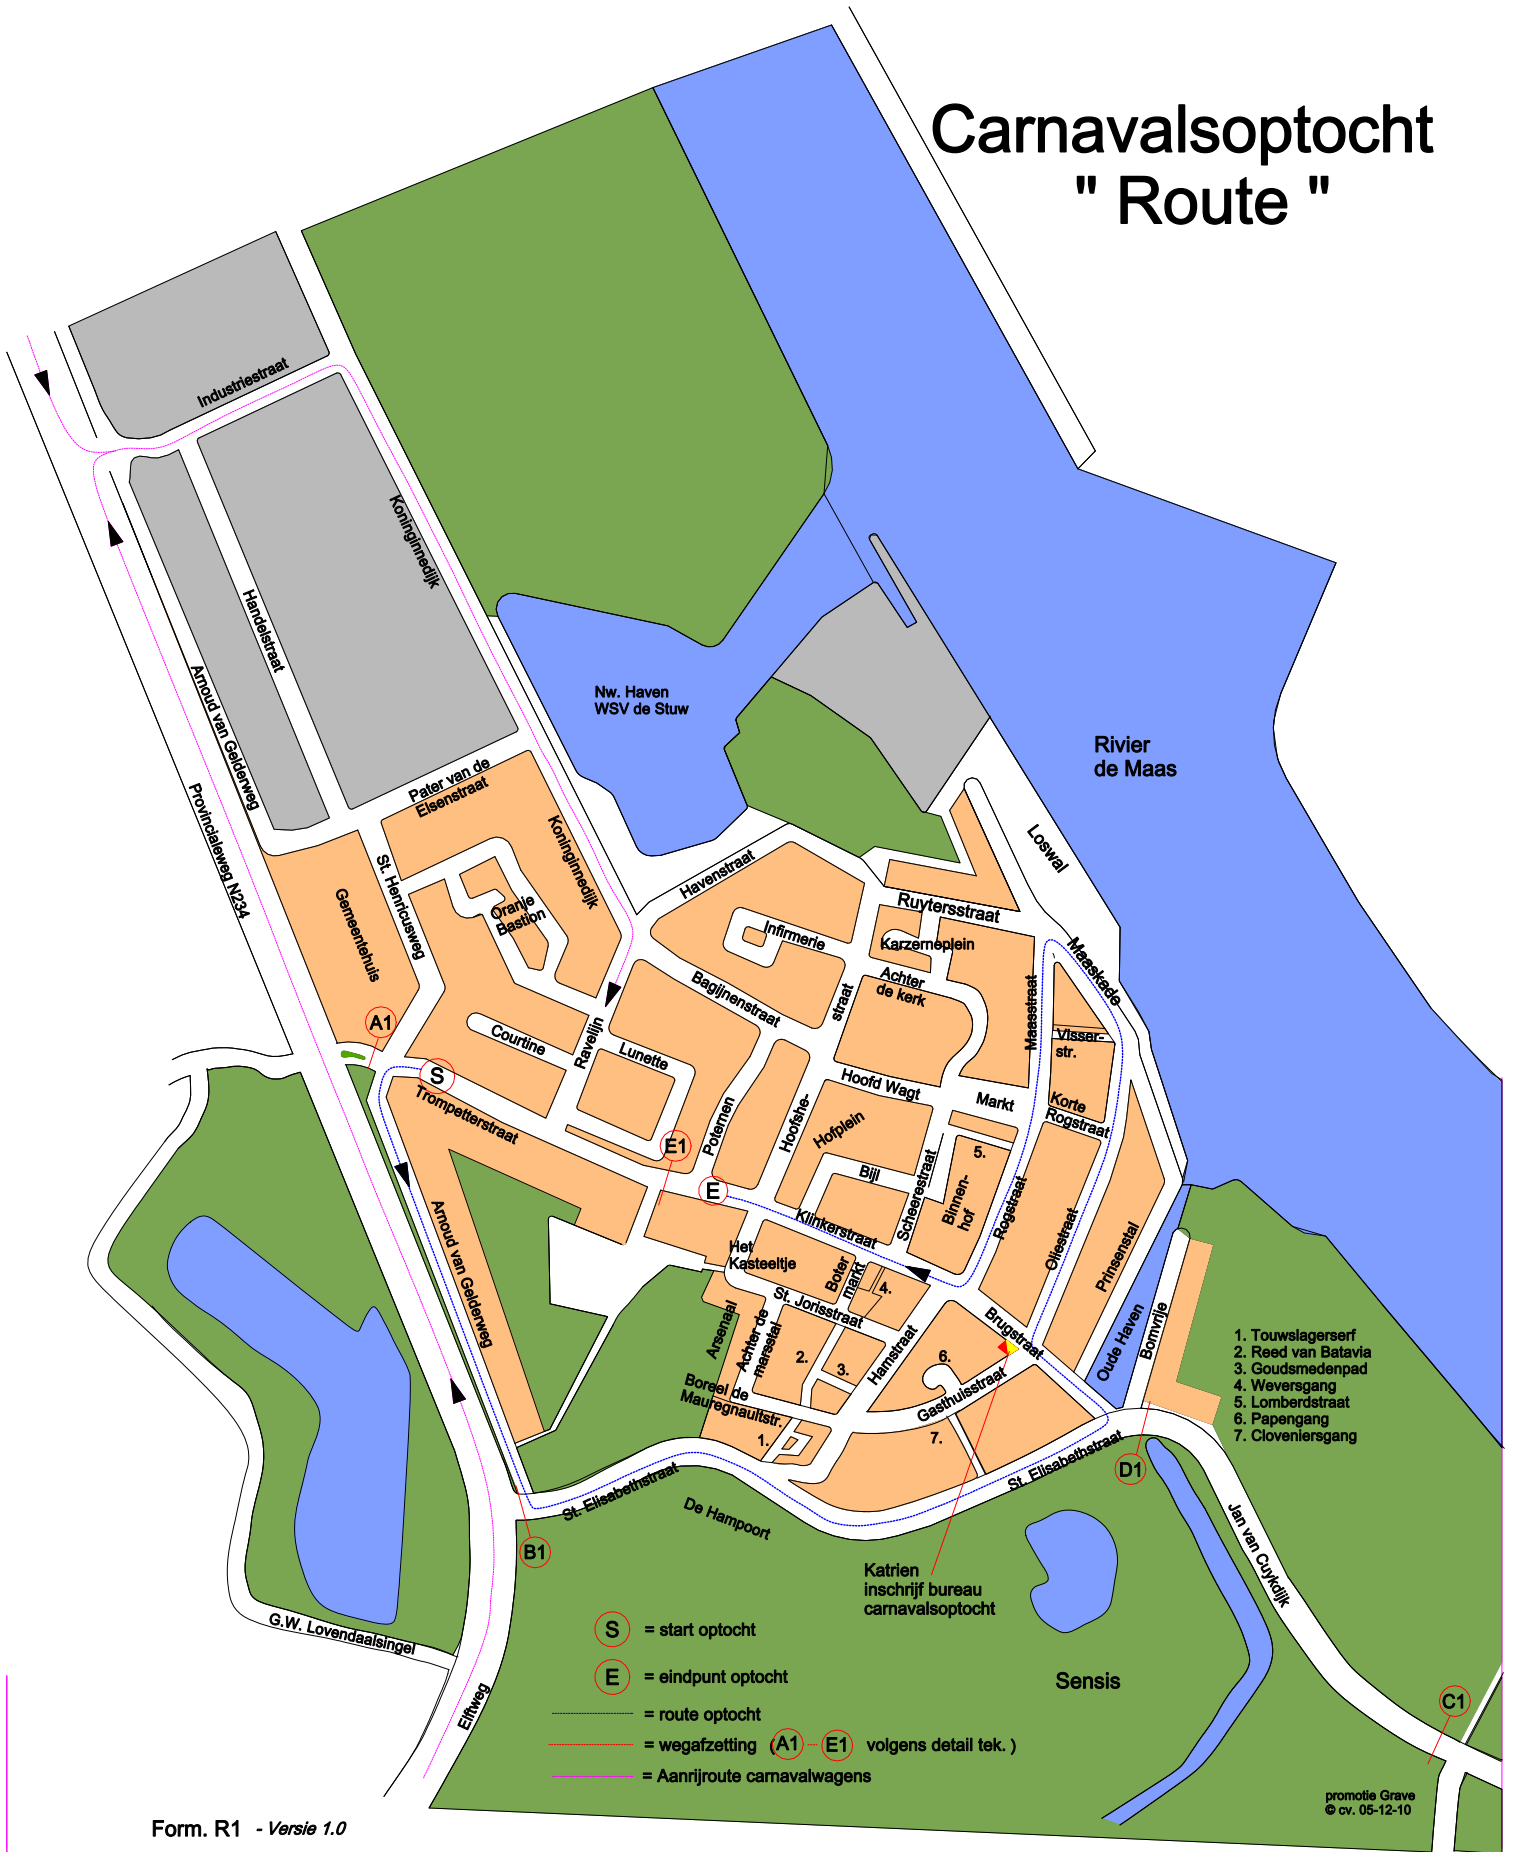 Carnavalsoptocht
" Route "
Industriestraat
Koninginnedijk
Handelstraat
Arnoud van Gelderweg
Provincialeweg N234
Nw. Haven
WSV de Stuw
Rivier
de Maas
Pater van de
Elsenstraat
Koninginnedijk
St. Henricusweg
Gemeentehuis
Oranje
Bastion
Havenstraat
Loswal
Ruytersstraat
Infirmerie
Karzerneplein
Achter
de kerk
Maaskade
Bagijnenstraat
straat
Maasstraat
Visser-
str.
A1
S
Courtine
Ravelijn
Lunette
Trompetterstraat
Hoofd Wagt
Markt
Korte
Rogstraat
Poternen
Hoofshe-
Hofplein
E1
E
Bijl
Scheerestraat
5.
Binnen-
hof
Rogstraat
Oliestraat
Prinsenstal
Klinkerstraat
Arnoud van Gelderweg
Het
Kasteeltje
Boter
markt
4.
St. Jorisstraat
Arsenaal
Achter de
marsstal
2.
3.
Hamstraat
6.
Brugstraat
Oude Haven
Bomvrije
Gasthuisstraat
Boreel de
Mauregnaultstr.
1.
7.
1. Touwslagerserf
2. Reed van Batavia
3. Goudsmedenpad
4. Weversgang
5. Lomberdstraat
6. Papengang
7. Cloveniersgang
St. Elisabethstraat
St. Elisabethstraat
De Hampoort
D1
B1
Jan van Cuykdijk
Katrien
inschrijf bureau
carnavalsoptocht
G.W. Lovendaalsingel
Elftweg
Sensis
C1
S = start optocht
E = eindpunt optocht
= route optocht
= wegafzetting ( A1 - E1 volgens detail tek. )
= Aanrijroute carnavalwagens
promotie Grave
© cv. 05-12-10
Form. R1 - Versie 1.0